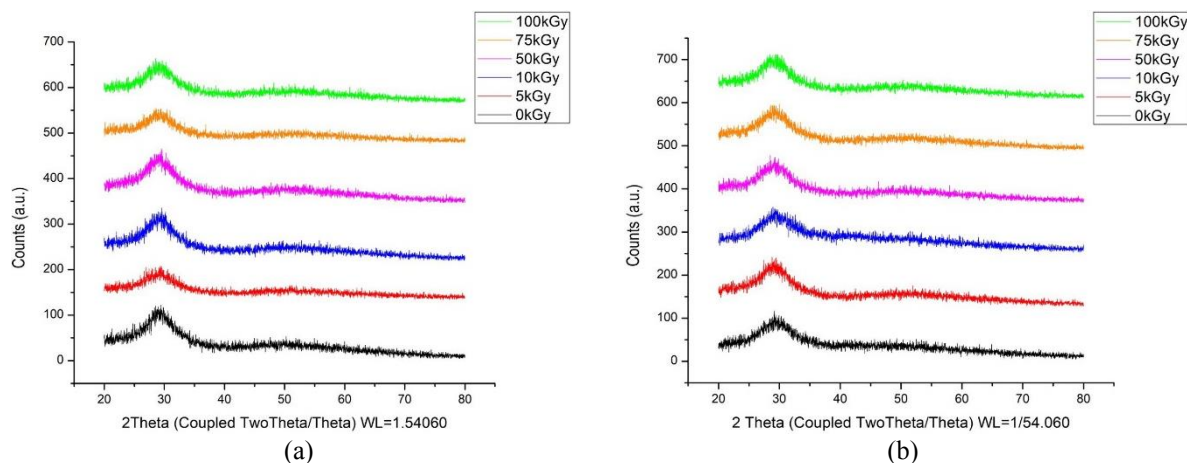 100kGy
75kGy
50kGy
10kGy
5kGy
0kGy
700
600
500
400
300
200
100
0
Counts (a.u.)
20 30 40 50 60 70 80
2Theta (Coupled TwoTheta/Theta) WL=1.54060
(a)
100kGy
75kGy
50kGy
10kGy
5kGy
0kGy
700
600
500
400
300
200
100
0
Counts (a.u.)
20 30 40 50 60 70 80
2 Theta (Coupled TwoTheta/Theta) WL=1/54.060
(b)